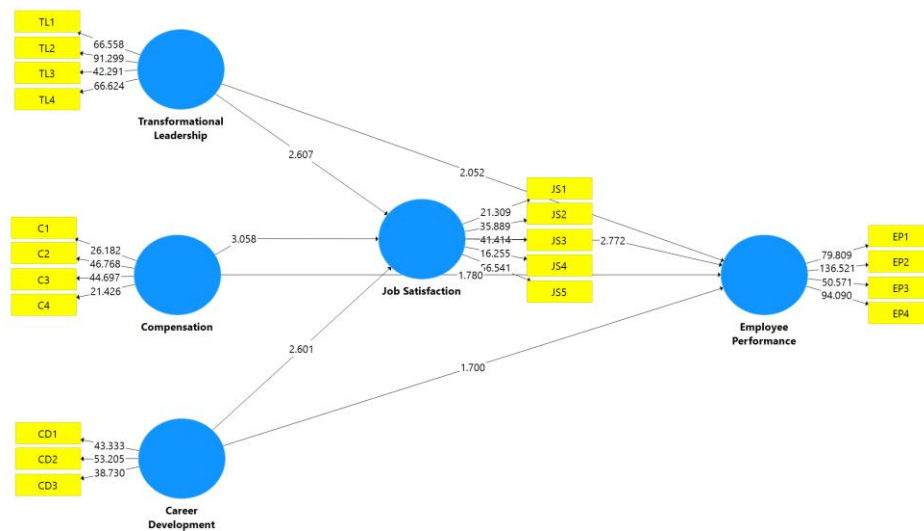 TL1
TL2
TL3
TL4
66.558
91.299
42.291
66.624
Transformational
Leadership
2.607
2.052
C1
C2
C3
C4
26.182
46.768
44.697
21.426
Compensation
3.058
1.780
JS1
JS2
JS3
JS4
JS5
21.309
35.889
41.414
16.255
56.541
Job Satisfaction
2.772
EP1
EP2
EP3
EP4
79.809
136.521
50.571
94.090
Employee
Performance
2.601
1.700
CD1
CD2
CD3
43.333
53.205
38.730
Career
Development